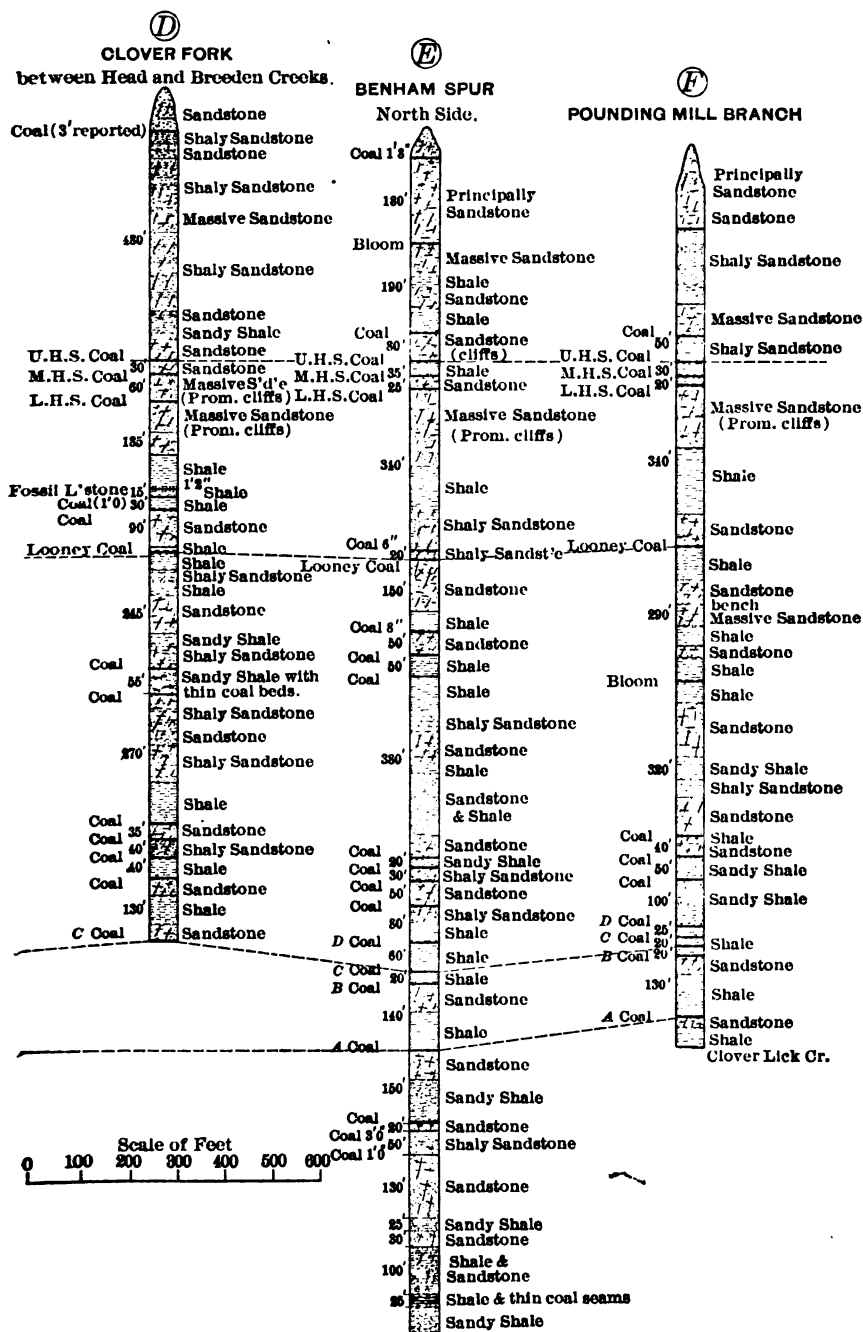 D
CLOVER FORK
between Head and Breeden Creeks.
Sandstone
Coal (3' reported)
Shaly Sandstone
Sandstone
Shaly Sandstone
Massive Sandstone
480'
Shaly Sandstone
Sandstone
Sandy Shale
Sandstone
U.H.S. Coal
30'
Sandstone
M.H.S. Coal
60'
Massive S'd'e
(Prom. cliffs)
L.H.S. Coal
Massive Sandstone
(Prom. cliffs)
185'
Shale
1'2"
Fossil L'stone 15'
Shale
Coal (1'0) 30'
Shale
Coal
90'
Sandstone
Looney Coal
Shale
Shale
Shaly Sandstone
Shale
245'
Sandstone
Sandy Shale
Shaly Sandstone
Coal
55'
Sandy Shale with
thin coal beds.
Coal
Shaly Sandstone
Sandstone
270'
Shaly Sandstone
Shale
Coal
35'
Sandstone
Coal
40'
Shaly Sandstone
Coal
40'
Shale
Coal
Sandstone
130'
Shale
C Coal
Sandstone
Scale of Feet
0 100 200 300 400 500 600
E
BENHAM SPUR
North Side.
Coal 1'8"
180'
Principally
Sandstone
Bloom
Massive Sandstone
190'
Shale
Sandstone
Shale
Coal
80'
Sandstone
(cliffs)
U.H.S. Coal
Shale
M.H.S. Coal 35'
25'
Sandstone
L.H.S. Coal
Massive Sandstone
(Prom. cliffs)
310'
Shale
Shaly Sandstone
Coal 6"
20'
Shaly Sandst'e
Looney Coal
150'
Sandstone
Shale
Coal 8"
50'
Sandstone
Coal
50'
Shale
Coal
Shale
Shaly Sandstone
380'
Sandstone
Shale
Sandstone
& Shale
Sandstone
Coal
20'
Sandy Shale
Coal
30'
Shaly Sandstone
Coal
50'
Sandstone
Coal
80'
Shaly Sandstone
Shale
D Coal
60'
Shale
C Coal
20'
Shale
B Coal
Sandstone
110'
Shale
A Coal
Sandstone
150'
Sandy Shale
Coal
20'
Sandstone
Coal 3'0"
50'
Shaly Sandstone
Coal 1'0"
130'
Sandstone
25'
Sandy Shale
30'
Sandstone
100'
Shale &
Sandstone
25'
Shale & thin coal seams
Sandy Shale
F
POUNDING MILL BRANCH
Principally
Sandstone
Sandstone
Shaly Sandstone
Massive Sandstone
Coal
50'
Shaly Sandstone
U.H.S. Coal
M.H.S. 30'
20'
L.H.S. Coal
Massive Sandstone
(Prom. cliffs)
310'
Shale
Sandstone
Looney Coal
Shale
Sandstone
bench
290'
Massive Sandstone
Shale
Sandstone
Shale
Bloom
Shale
Sandstone
320'
Sandy Shale
Shaly Sandstone
Sandstone
Coal
Shale
40'
Sandstone
Coal
50'
Sandy Shale
Coal
100'
Sandy Shale
D Coal
25'
C Coal
20'
Shale
B Coal
20'
Sandstone
130'
Shale
A Coal
Sandstone
Shale
Clover Lick Cr.